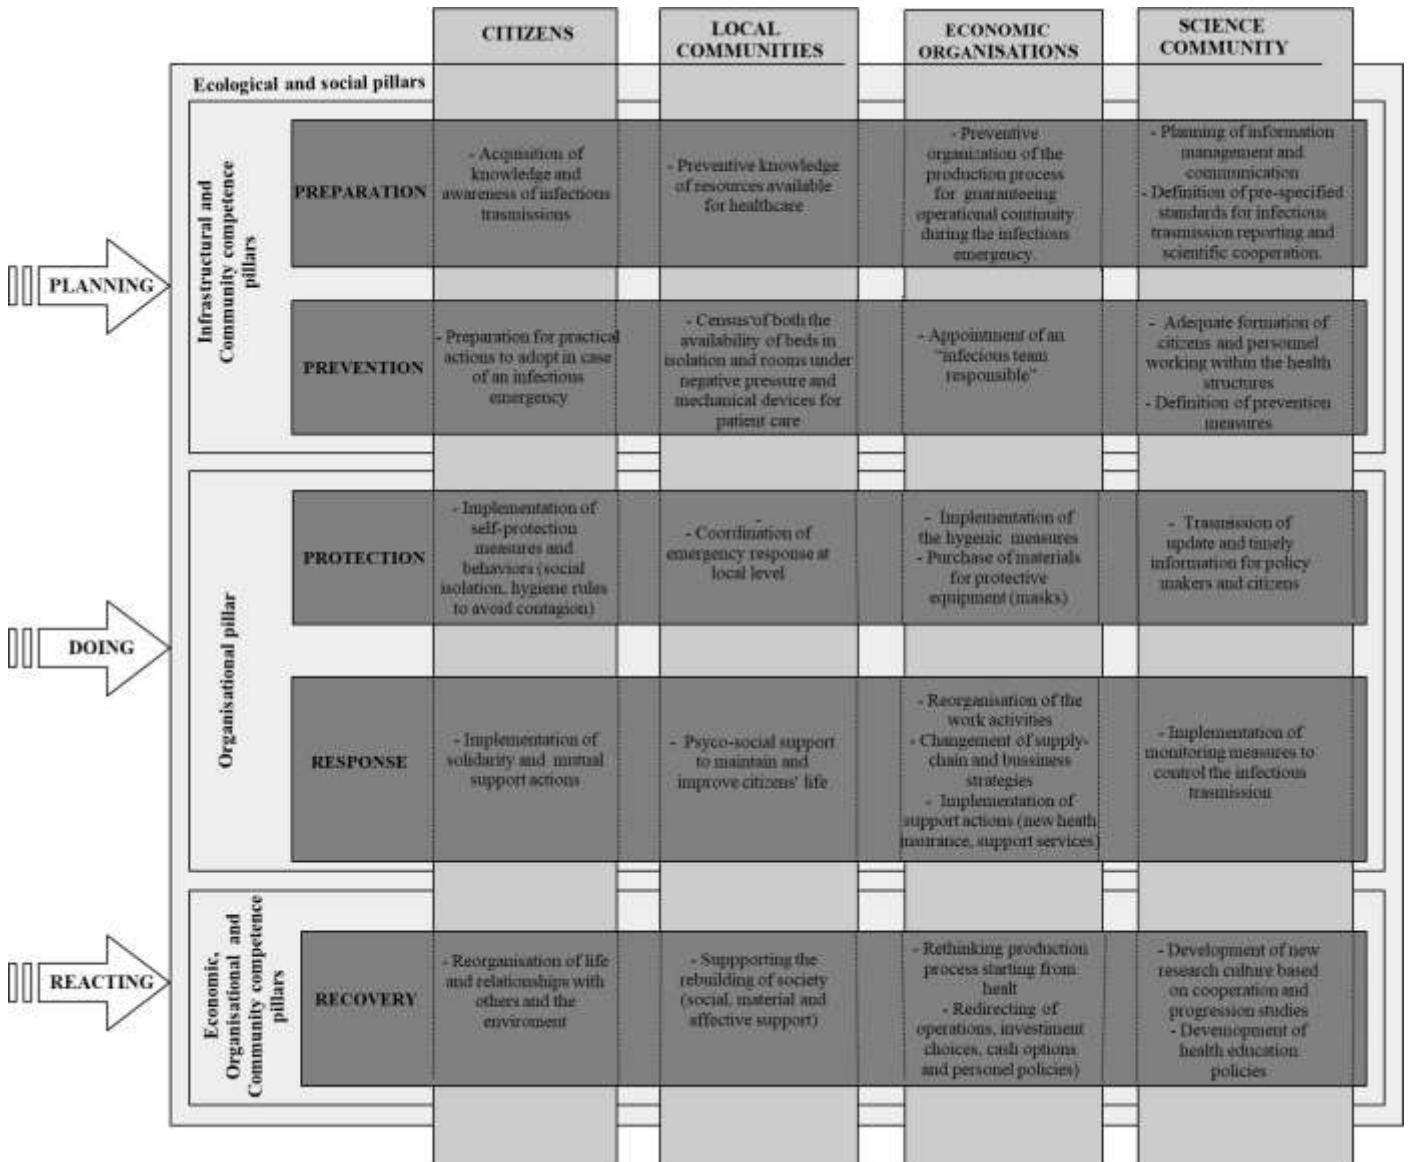 CITIZENS
LOCAL
COMMUNITIES
ECONOMIC
ORGANISATIONS
SCIENCE
COMMUNITY
Ecological and social pillars
PLANNING
Infrastructural and
Community competence
pillars
PREPARATION
- Acquisition of
knowledge and
awareness of infectious
trasmissions
- Preventive knowledge
of resources available
for healthcare
- Preventive
organization of the
production process
for guaranteeing
operational continuity
during the infectious
emergency.
- Planning of information
management and
communication
- Definition of pre-specified
standards for infectious
trasmission reporting and
scientific cooperation.
PREVENTION
- Preparation for practical
actions to adopt in case
of an infectious
emergency
- Census of both the
availability of beds in
isolation and rooms under
negative pressure and
mechanical devices for
patient care
- Appointment of an
"infecious team
responsible"
- Adequate formation of
citizens and personnel
working within the health
structures
- Definition of prevention
measures
DOING
Organisational pillar
PROTECTION
- Implementation of
self-protection
measures and
behaviors (social
isolation, hygiene rules
to avoid contagion)
-
- Coordination of
emergency response at
local level
- Implementation of
the hygenic measures
- Purchase of materials
for protective
equipment (masks)
- Trasmission of
update and timely
information for policy
makers and citizens
RESPONSE
- Implementation of
solidarity and mutual
support actions
- Psyco-social support
to maintain and
improve citizens' life
- Reorganisation of the
work activities
- Changement of supply-
chain and bussiness
strategies
- Implementation of
support actions (new heath
insurance, support services)
- Implementation of
monitoring measures to
control the infectious
trasmission
REACTING
Economic,
Organisational and
Community competence
pillars
RECOVERY
- Reorganisation of life
and relationships with
others and the
enviroment
- Suppporting the
rebuilding of society
(social, material and
affective support)
- Rethinking production
process starting from
healt
- Redirecting of
operations, investiment
choices, cash options
and personel policies)
- Development of new
research culture based
on cooperation and
progression studies
- Devemopment of
health education
policies